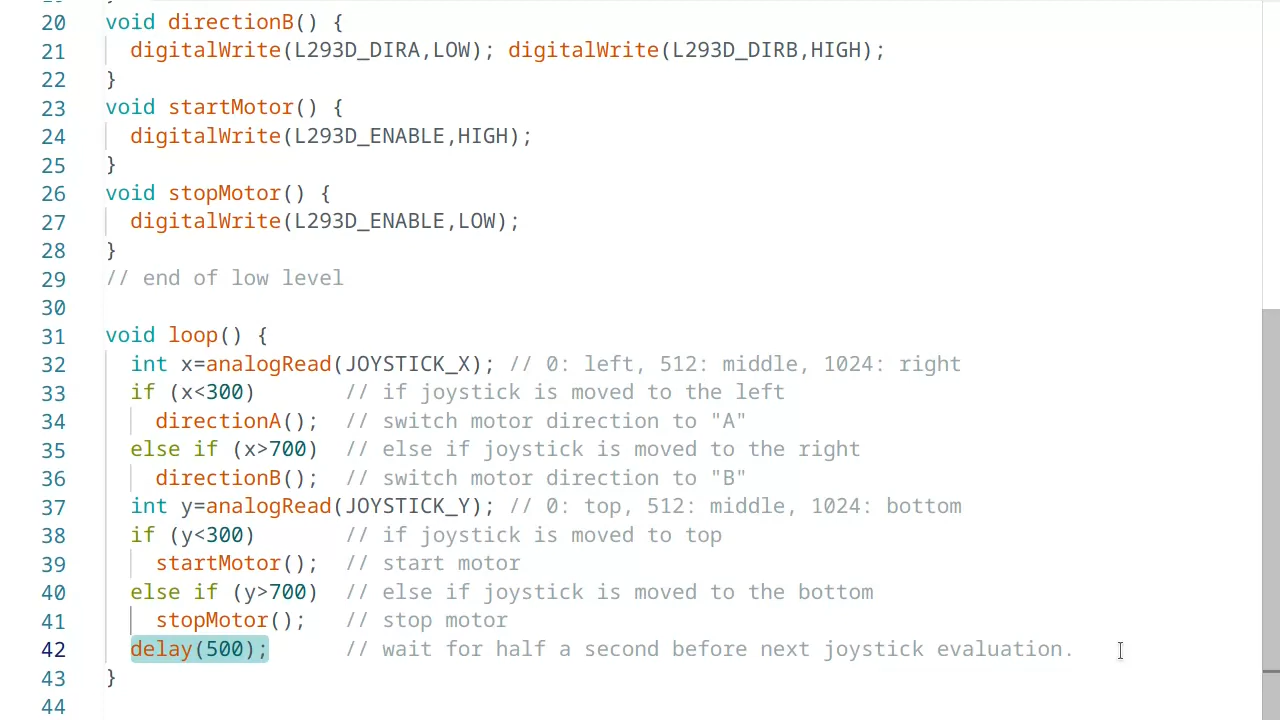 20 void directionB() {
21 digitalWrite(L293D_DIRA,LOW); digitalWrite(L293D_DIRB,HIGH);
22 }
23 void startMotor() {
24 digitalWrite(L293D_ENABLE,HIGH);
25 }
26 void stopMotor() {
27 digitalWrite(L293D_ENABLE,LOW);
28 }
29 // end of low level
30
31 void loop() {
32 int x=analogRead(JOYSTICK_X); // 0: left, 512: middle, 1024: right
33 if (x<300) // if joystick is moved to the left
34 directionA(); // switch motor direction to "A"
35 else if (x>700) // else if joystick is moved to the right
36 directionB(); // switch motor direction to "B"
37 int y=analogRead(JOYSTICK_Y); // 0: top, 512: middle, 1024: bottom
38 if (y<300) // if joystick is moved to top
39 startMotor(); // start motor
40 else if (y>700) // else if joystick is moved to the bottom
41 stopMotor(); // stop motor
42 delay(500); // wait for half a second before next joystick evaluation.
43 }
44